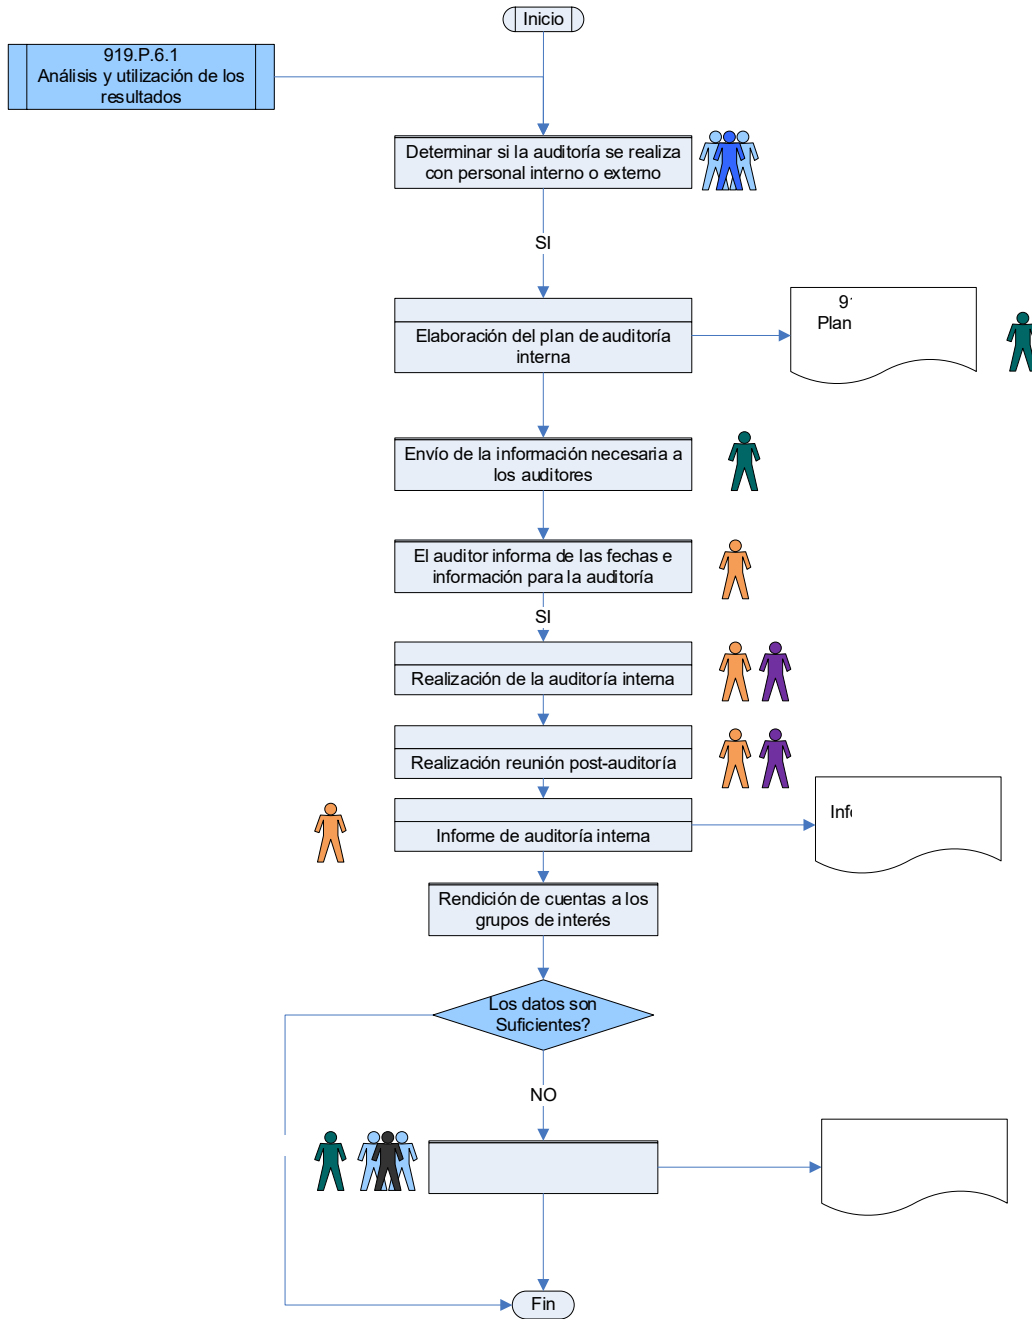 Inicio
919.P.6.1
Análisis y utilización de los
resultados
Determinar si la auditoría se realiza
con personal interno o externo
SI
Elaboración del plan de auditoría
interna
Plan
Envío de la información necesaria a
los auditores
El auditor informa de las fechas e
información para la auditoría
SI
Realización de la auditoría interna
Realización reunión post-auditoría
Informe de auditoría interna
Rendición de cuentas a los
grupos de interés
Los datos son
Suficientes?
NO
Fin